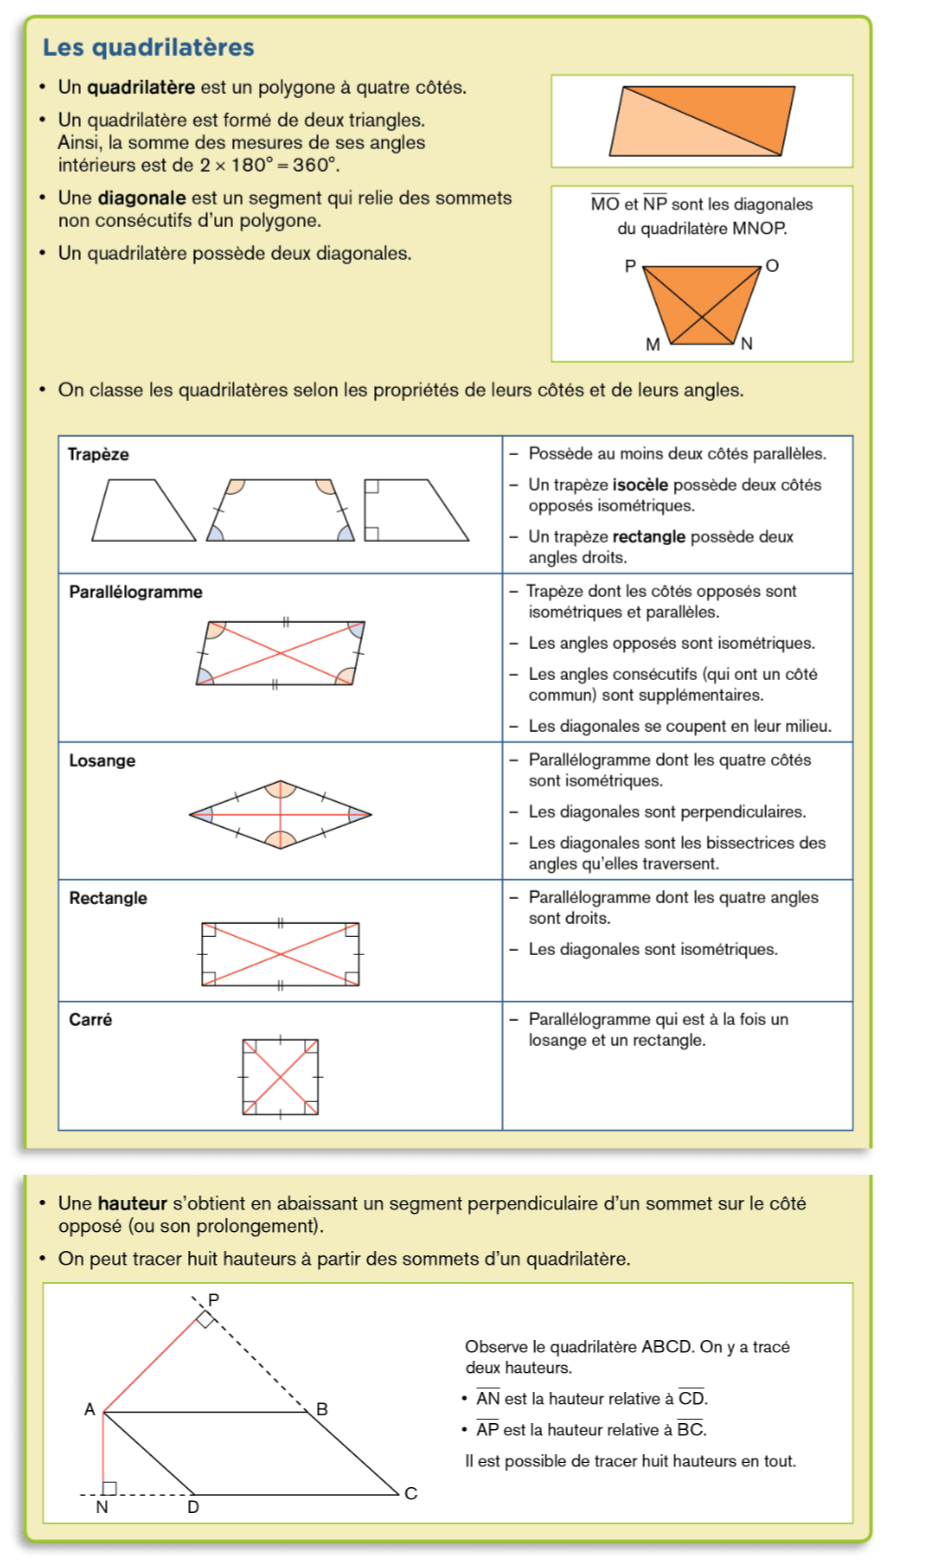 Les quadrilatères
• Un quadrilatère est un polygone à quatre côtés.
• Un quadrilatère est formé de deux triangles.
Ainsi, la somme des mesures de ses angles
intérieurs est de 2 × 180° = 360°.
• Une diagonale est un segment qui relie des sommets
non consécutifs d'un polygone.
• Un quadrilatère possède deux diagonales.
MO et NP sont les diagonales
du quadrilatère MNOP.
P
O
M
N
• On classe les quadrilatères selon les propriétés de leurs côtés et de leurs angles.
Trapèze
– Possède au moins deux côtés parallèles.
– Un trapèze isocèle possède deux côtés
opposés isométriques.
– Un trapèze rectangle possède deux
angles droits.
Parallélogramme
– Trapèze dont les côtés opposés sont
isométriques et parallèles.
– Les angles opposés sont isométriques.
– Les angles consécutifs (qui ont un côté
commun) sont supplémentaires.
– Les diagonales se coupent en leur milieu.
Losange
– Parallélogramme dont les quatre côtés
sont isométriques.
– Les diagonales sont perpendiculaires.
– Les diagonales sont les bissectrices des
angles qu'elles traversent.
Rectangle
– Parallélogramme dont les quatre angles
sont droits.
– Les diagonales sont isométriques.
Carré
– Parallélogramme qui est à la fois un
losange et un rectangle.
• Une hauteur s'obtient en abaissant un segment perpendiculaire d'un sommet sur le côté
opposé (ou son prolongement).
• On peut tracer huit hauteurs à partir des sommets d'un quadrilatère.
P
A
B
N
D
C
Observe le quadrilatère ABCD. On y a tracé
deux hauteurs.
• AN est la hauteur relative à CD.
• AP est la hauteur relative à BC.
Il est possible de tracer huit hauteurs en tout.